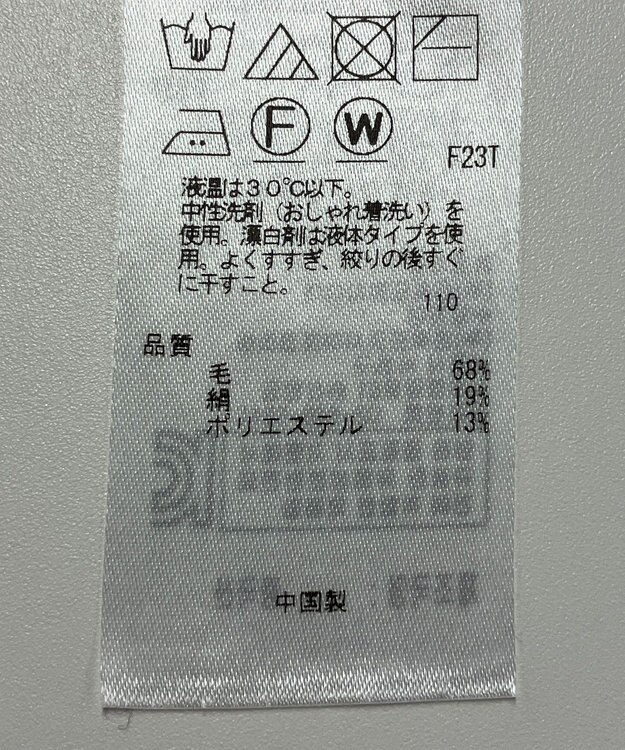 F W
F23T
液温は30℃以下。
中性洗剤（おしゃれ着洗い）を
使用。漂白剤は液体タイプを使
用。よくすすぎ、絞りの後すぐ
に干すこと。
110
品質
毛 68%
絹 19%
ポリエステル 13%
中国製